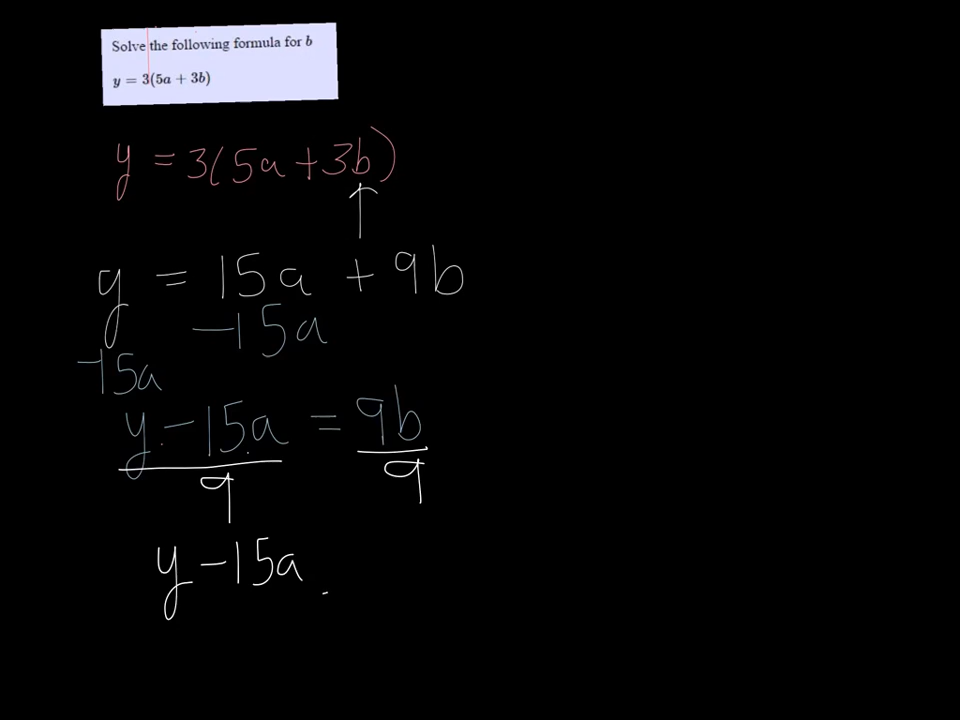 Solve the following formula for b
y = 3(5a + 3b)
y = 3(5a+3b)
y = 15a + 9b
-15a
-15a
y-15a = 9b
9 9
y-15a